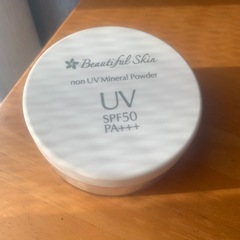 Beautiful Skin
non UV Mineral Powder
UV
SPF50
PA+++